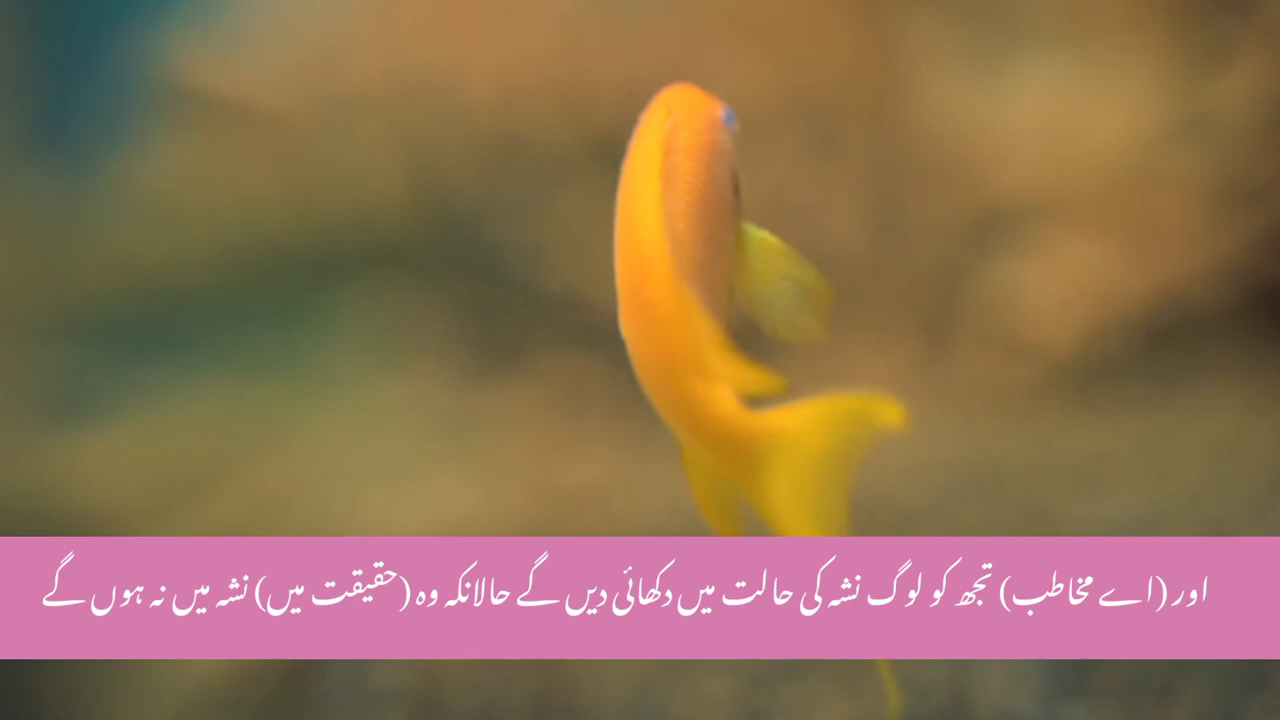 اور (اے مخاطب) تجھ کو لوگ نشہ کی حالت میں دکھائی دیں گے حالانکہ وہ (حقیقت میں) نشہ میں نہ ہوں گے